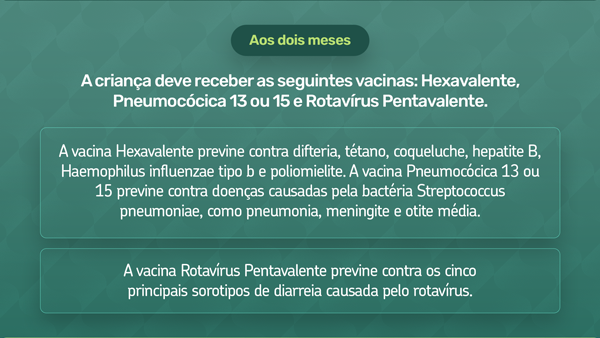 Aos dois meses
A criança deve receber as seguintes vacinas: Hexavalente,
Pneumocócica 13 ou 15 e Rotavírus Pentavalente.
A vacina Hexavalente previne contra difteria, tétano, coqueluche, hepatite B,
Haemophilus influenzae tipo b e poliomielite. A vacina Pneumocócica 13 ou
15 previne contra doenças causadas pela bactéria Streptococcus
pneumoniae, como pneumonia, meningite e otite média.
A vacina Rotavírus Pentavalente previne contra os cinco
principais sorotipos de diarreia causada pelo rotavírus.